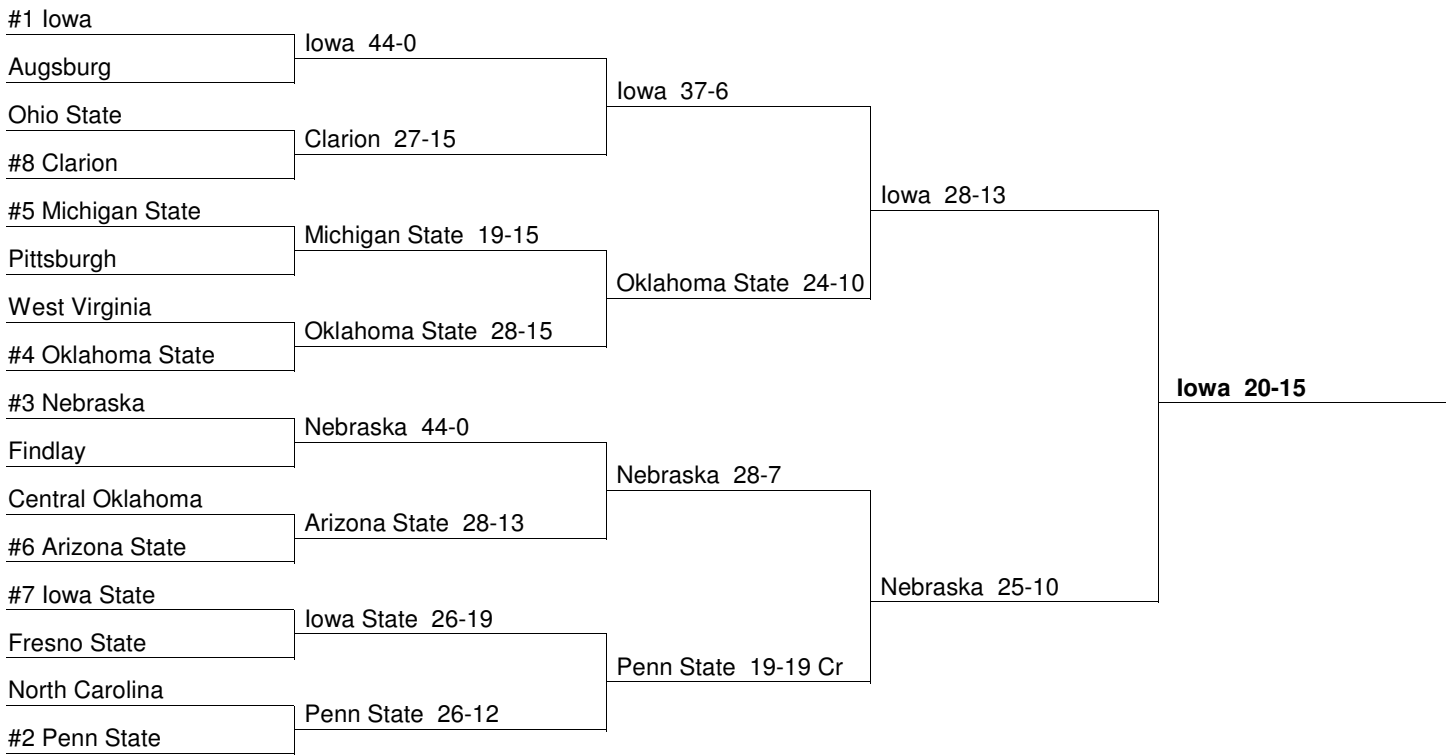 #1 Iowa
Augsburg
Ohio State
#8 Clarion
#5 Michigan State
Pittsburgh
West Virginia
#4 Oklahoma State
#3 Nebraska
Findlay
Central Oklahoma
#6 Arizona State
#7 Iowa State
Fresno State
North Carolina
#2 Penn State
Iowa 44-0
Clarion 27-15
Michigan State 19-15
Oklahoma State 28-15
Nebraska 44-0
Arizona State 28-13
Iowa State 26-19
Penn State 26-12
Iowa 37-6
Oklahoma State 24-10
Nebraska 28-7
Penn State 19-19 Cr
Iowa 28-13
Nebraska 25-10
Iowa 20-15